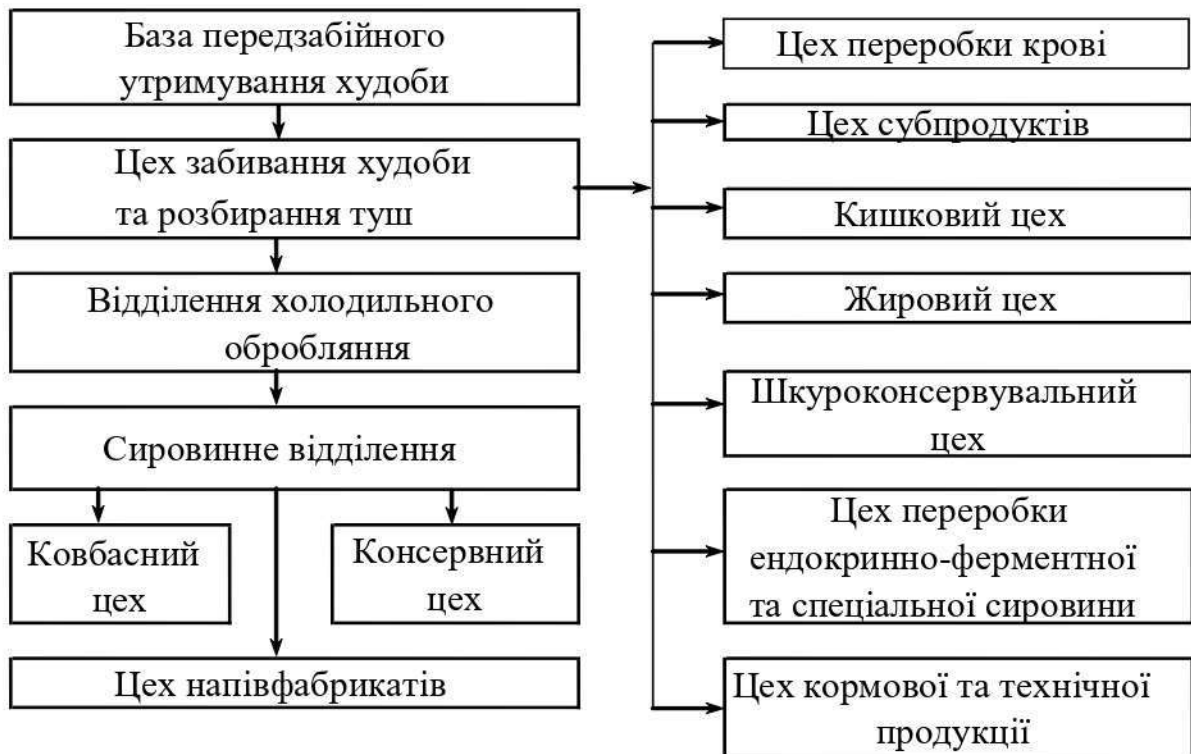 База передзабійного
утримування худоби
Цех забивання худоби
та розбирання туш
Відділення холодильного
обробляння
Сировинне відділення
Ковбасний
цех
Консервний
цех
Цех напівфабрикатів
Цех переробки крові
Цех субпродуктів
Кишковий цех
Жировий цех
Шкуроконсервувальний
цех
Цех переробки
ендокринно-ферментної
та спеціальної сировини
Цех кормової та технічної
продукції